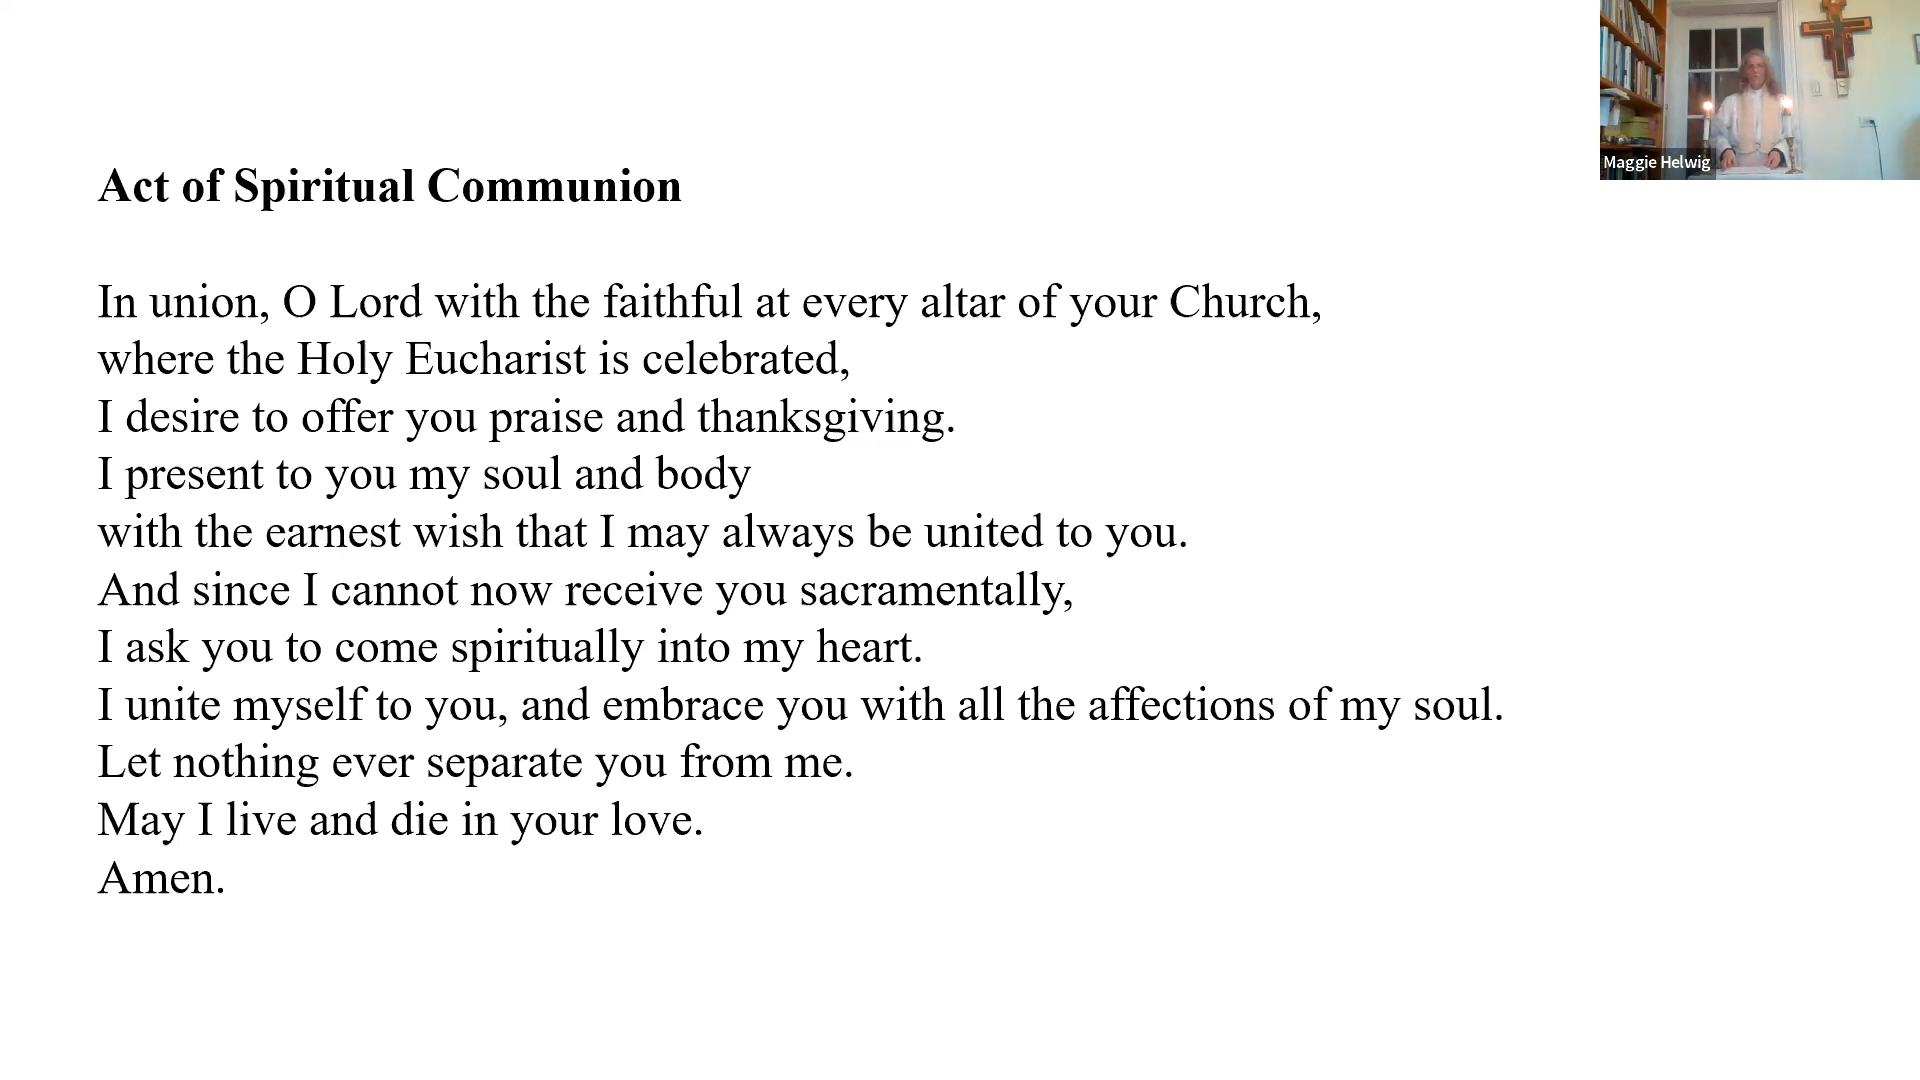 Maggie Helwig
Act of Spiritual Communion
In union, O Lord with the faithful at every altar of your Church,
where the Holy Eucharist is celebrated,
I desire to offer you praise and thanksgiving.
I present to you my soul and body
with the earnest wish that I may always be united to you.
And since I cannot now receive you sacramentally,
I ask you to come spiritually into my heart.
I unite myself to you, and embrace you with all the affections of my soul.
Let nothing ever separate you from me.
May I live and die in your love.
Amen.